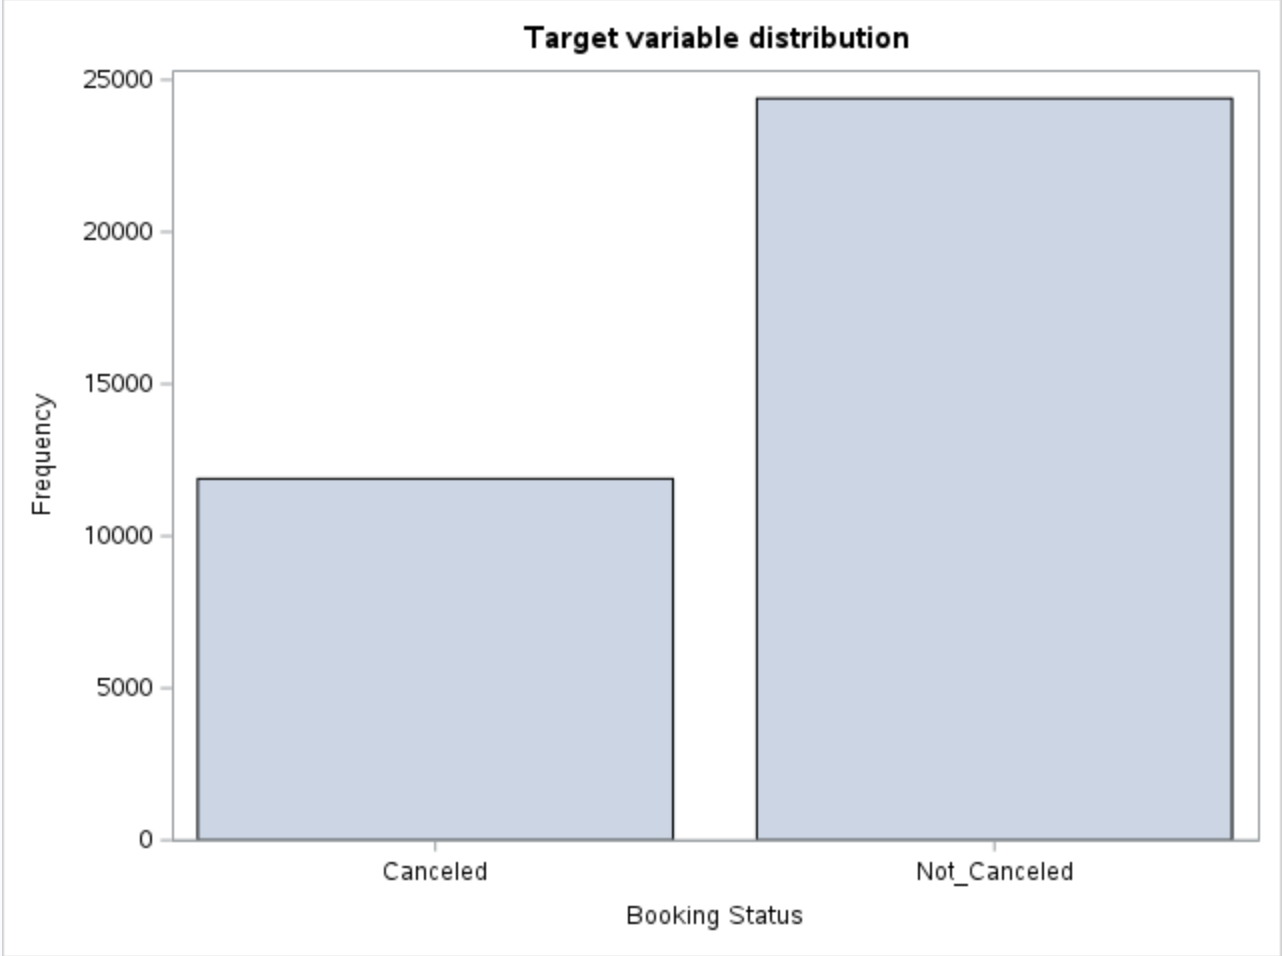 Target variable distribution
25000
20000
15000
10000
5000
0
Frequency
Canceled
Not_Canceled
Booking Status